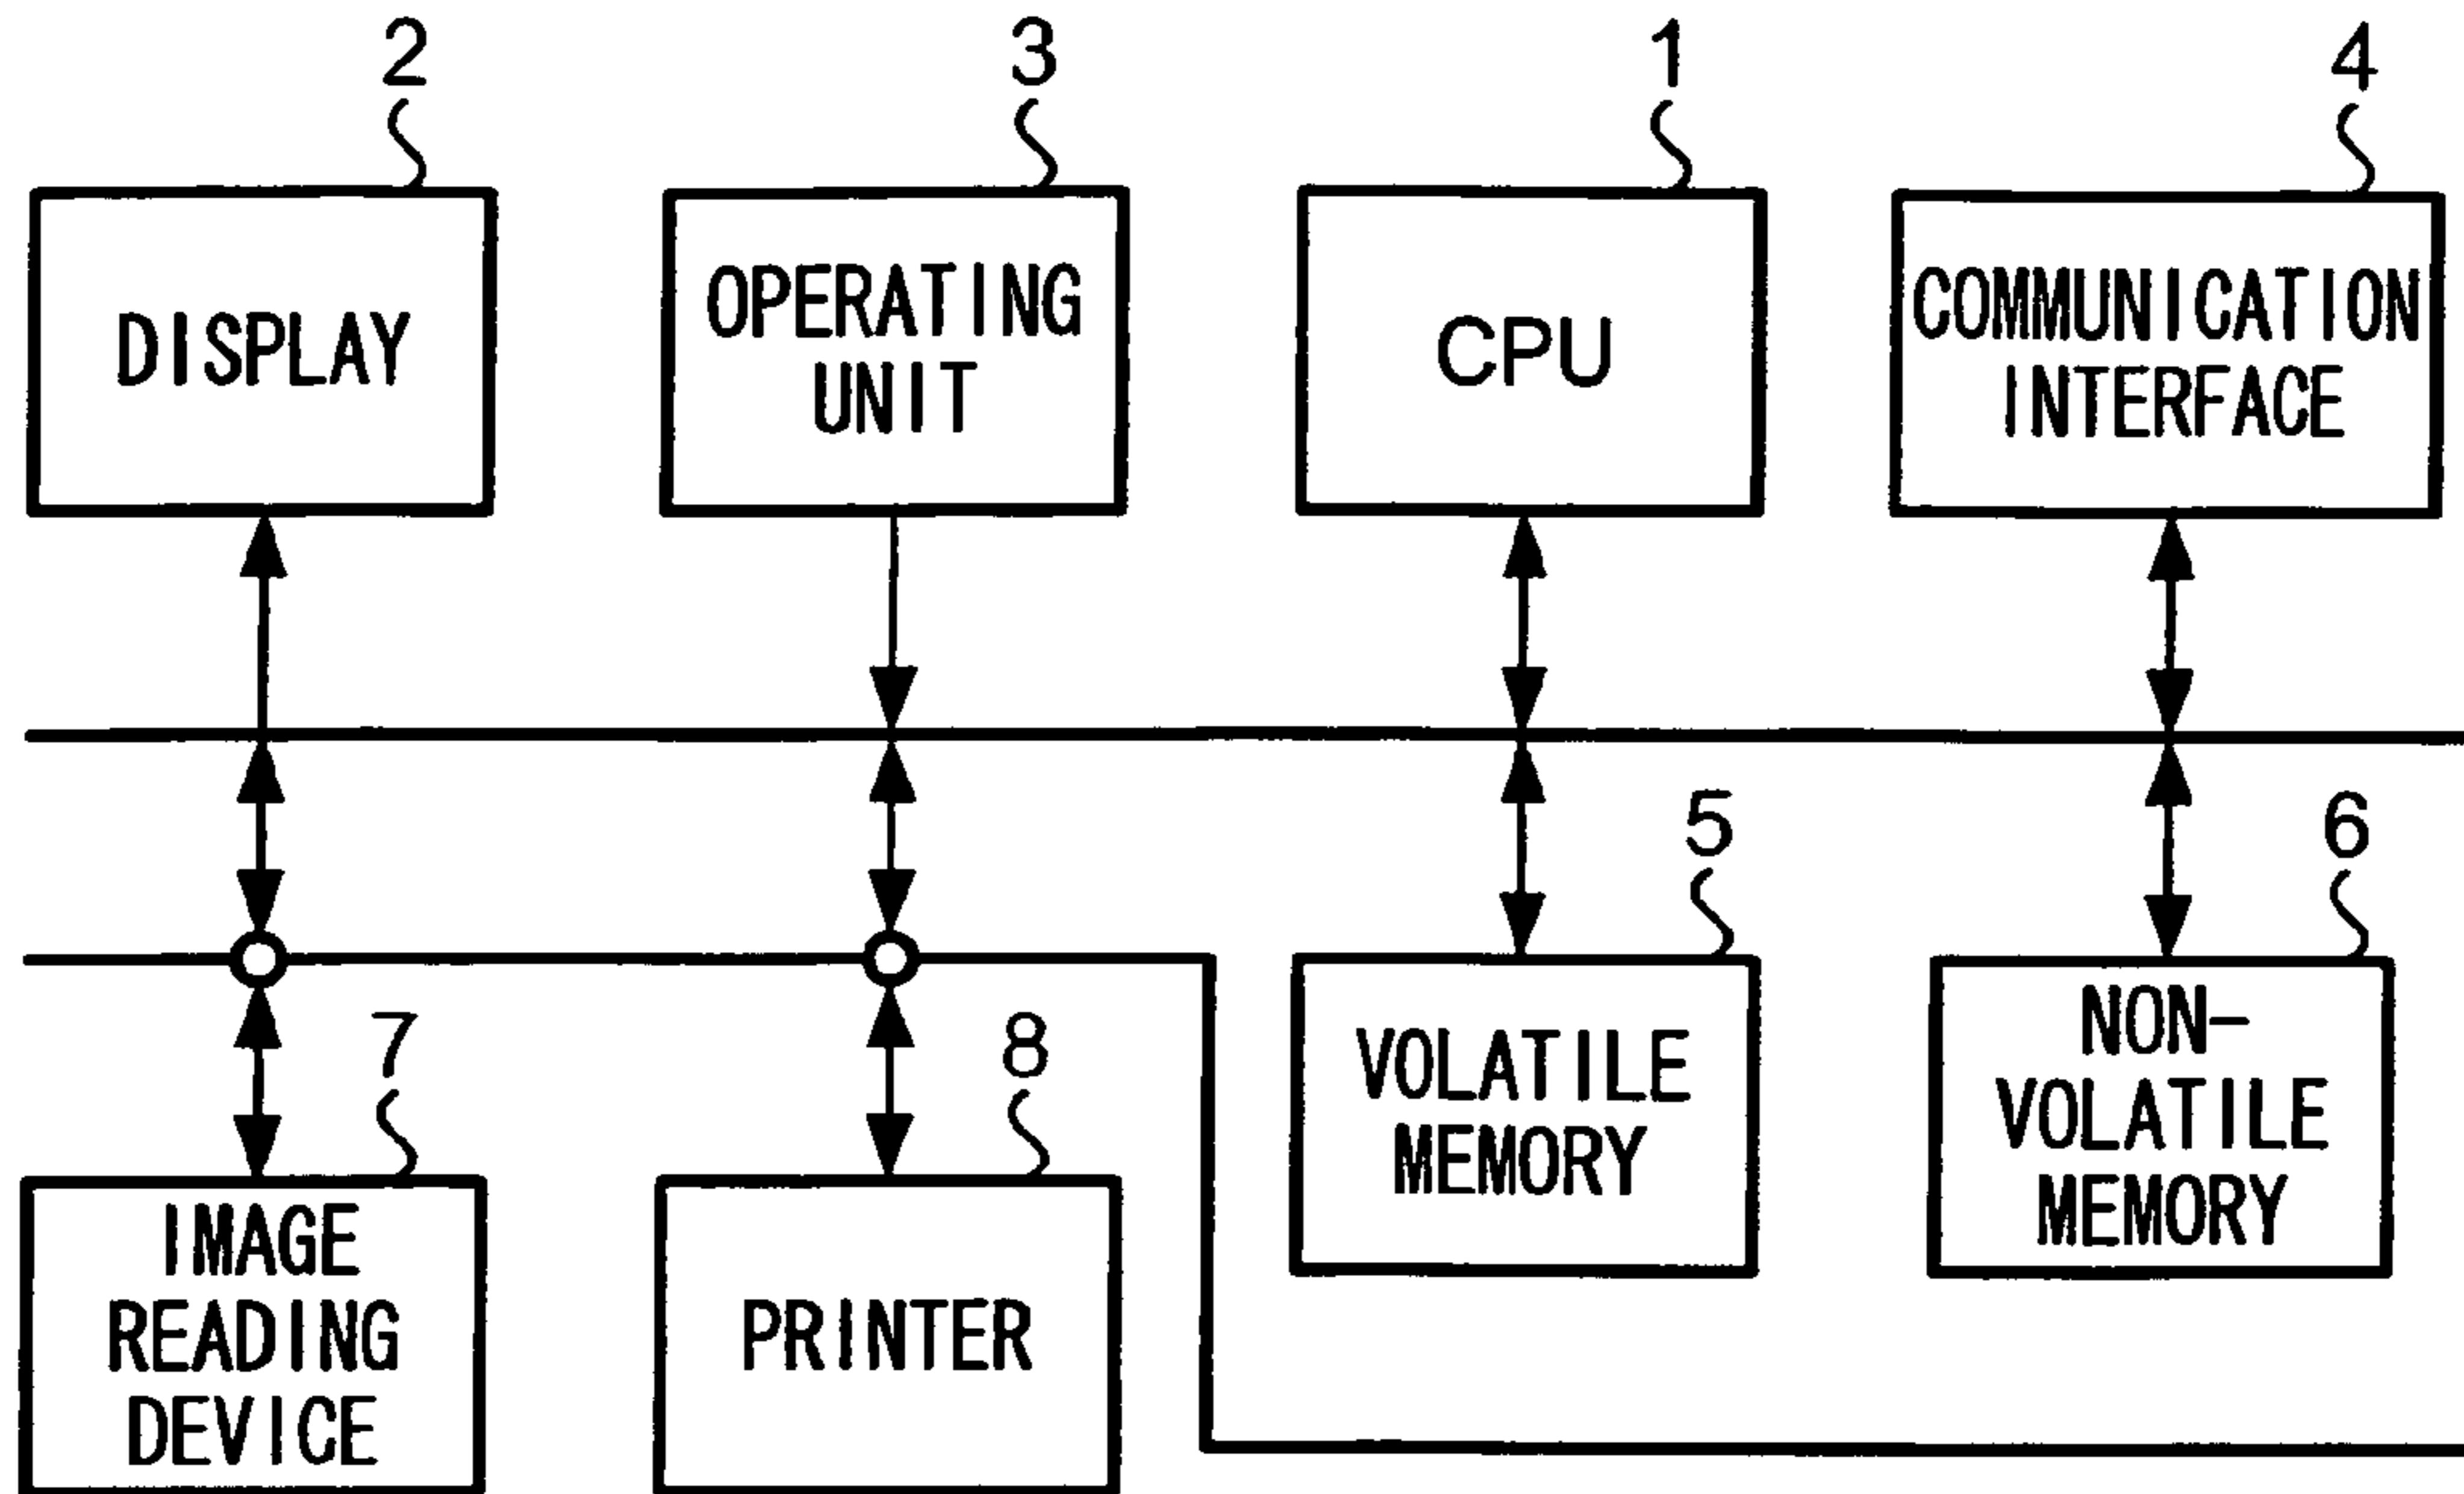 2
3
1
4
DISPLAY
OPERATING
UNIT
CPU
COMMUNICATION
INTERFACE
5
6
7
8
VOLATILE
MEMORY
NON-
VOLATILE
MEMORY
IMAGE
READING
DEVICE
PRINTER